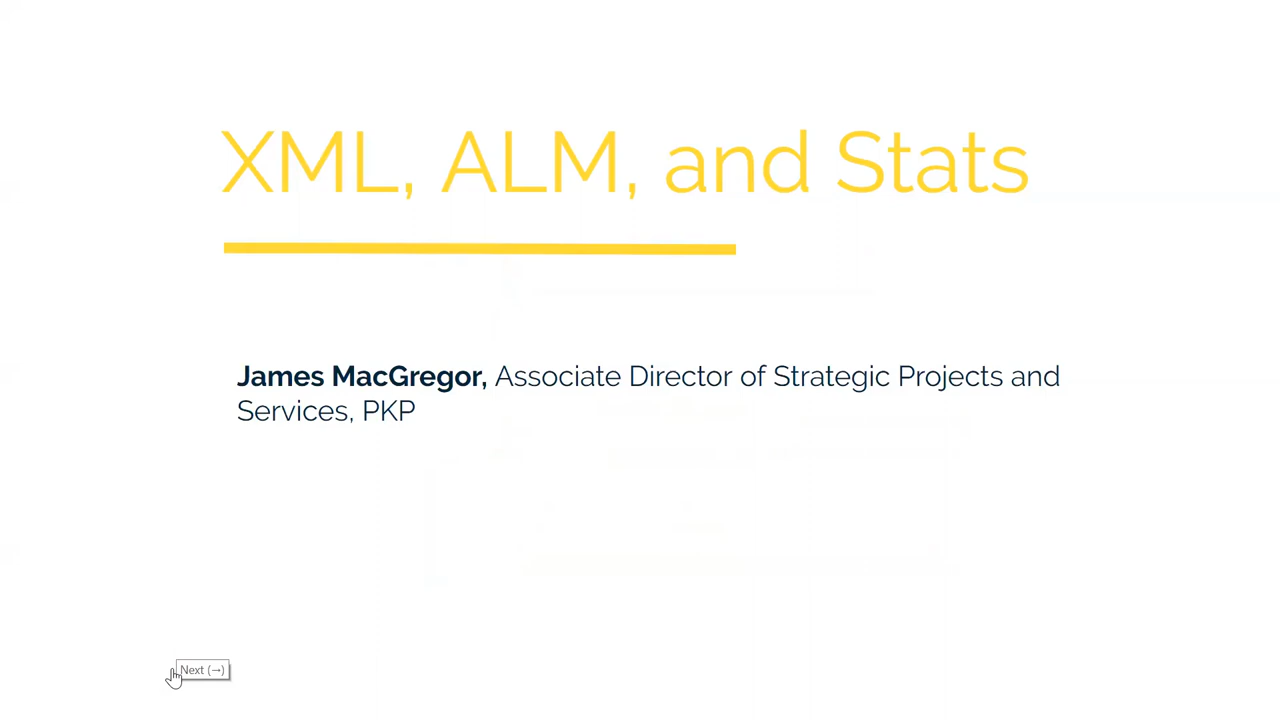 XML, ALM, and Stats
James MacGregor, Associate Director of Strategic Projects and
Services, PKP
Next (→)